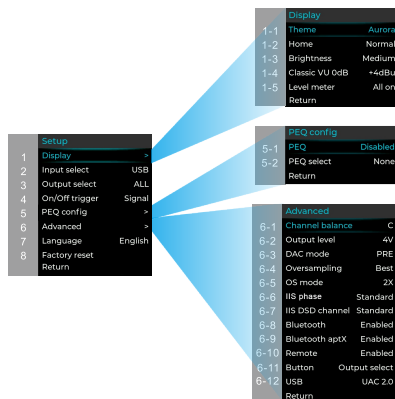 Display
1-1 Theme Aurora
1-2 Home Normal
1-3 Brightness Medium
1-4 Classic VU 0dB +4dBu
1-5 Level meter All on
Return
Setup
1 Display >
2 Input select USB
3 Output select ALL
4 On/Off trigger Signal
5 PEQ config >
6 Advanced >
7 Language English
8 Factory reset
Return
PEQ config
5-1 PEQ Disabled
5-2 PEQ select None
Return
Advanced
6-1 Channel balance C
6-2 Output level 4V
6-3 DAC mode PRE
6-4 Oversampling Best
6-5 OS mode 2X
6-6 IIS phase Standard
6-7 IIS DSD channel Standard
6-8 Bluetooth Enabled
6-9 Bluetooth aptX Enabled
6-10 Remote Enabled
6-11 Button Output select
6-12 USB UAC 2.0
Return